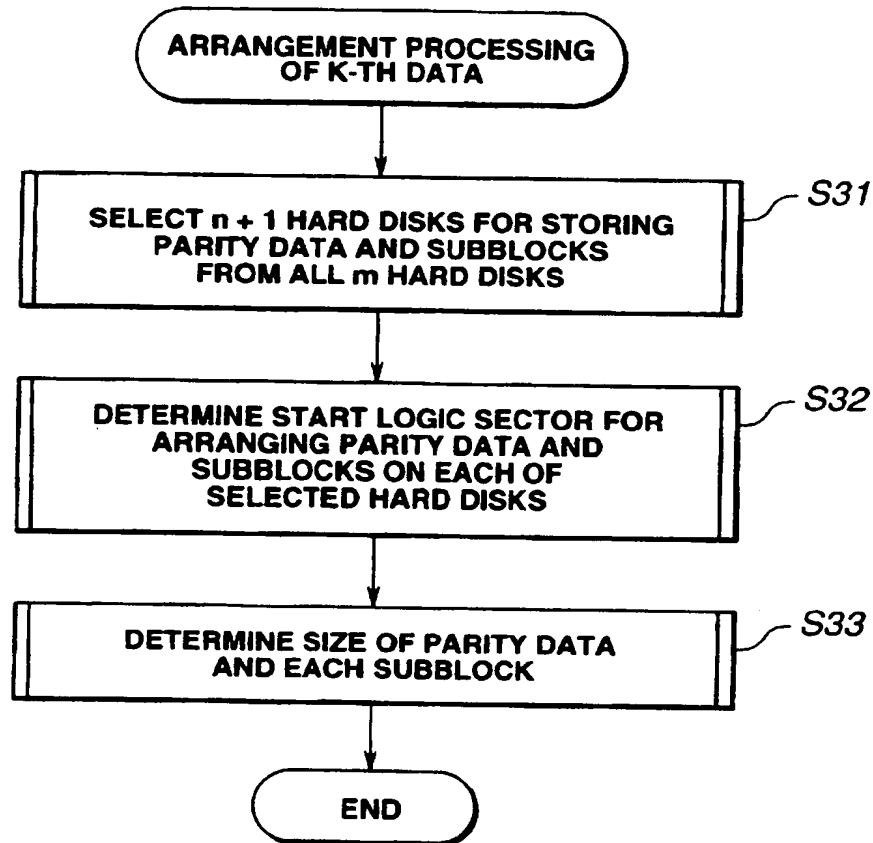 ARRANGEMENT PROCESSING
OF K-TH DATA
S31
SELECT n + 1 HARD DISKS FOR STORING
PARITY DATA AND SUBBLOCKS
FROM ALL m HARD DISKS
S32
DETERMINE START LOGIC SECTOR FOR
ARRANGING PARITY DATA AND
SUBBLOCKS ON EACH OF
SELECTED HARD DISKS
S33
DETERMINE SIZE OF PARITY DATA
AND EACH SUBBLOCK
END